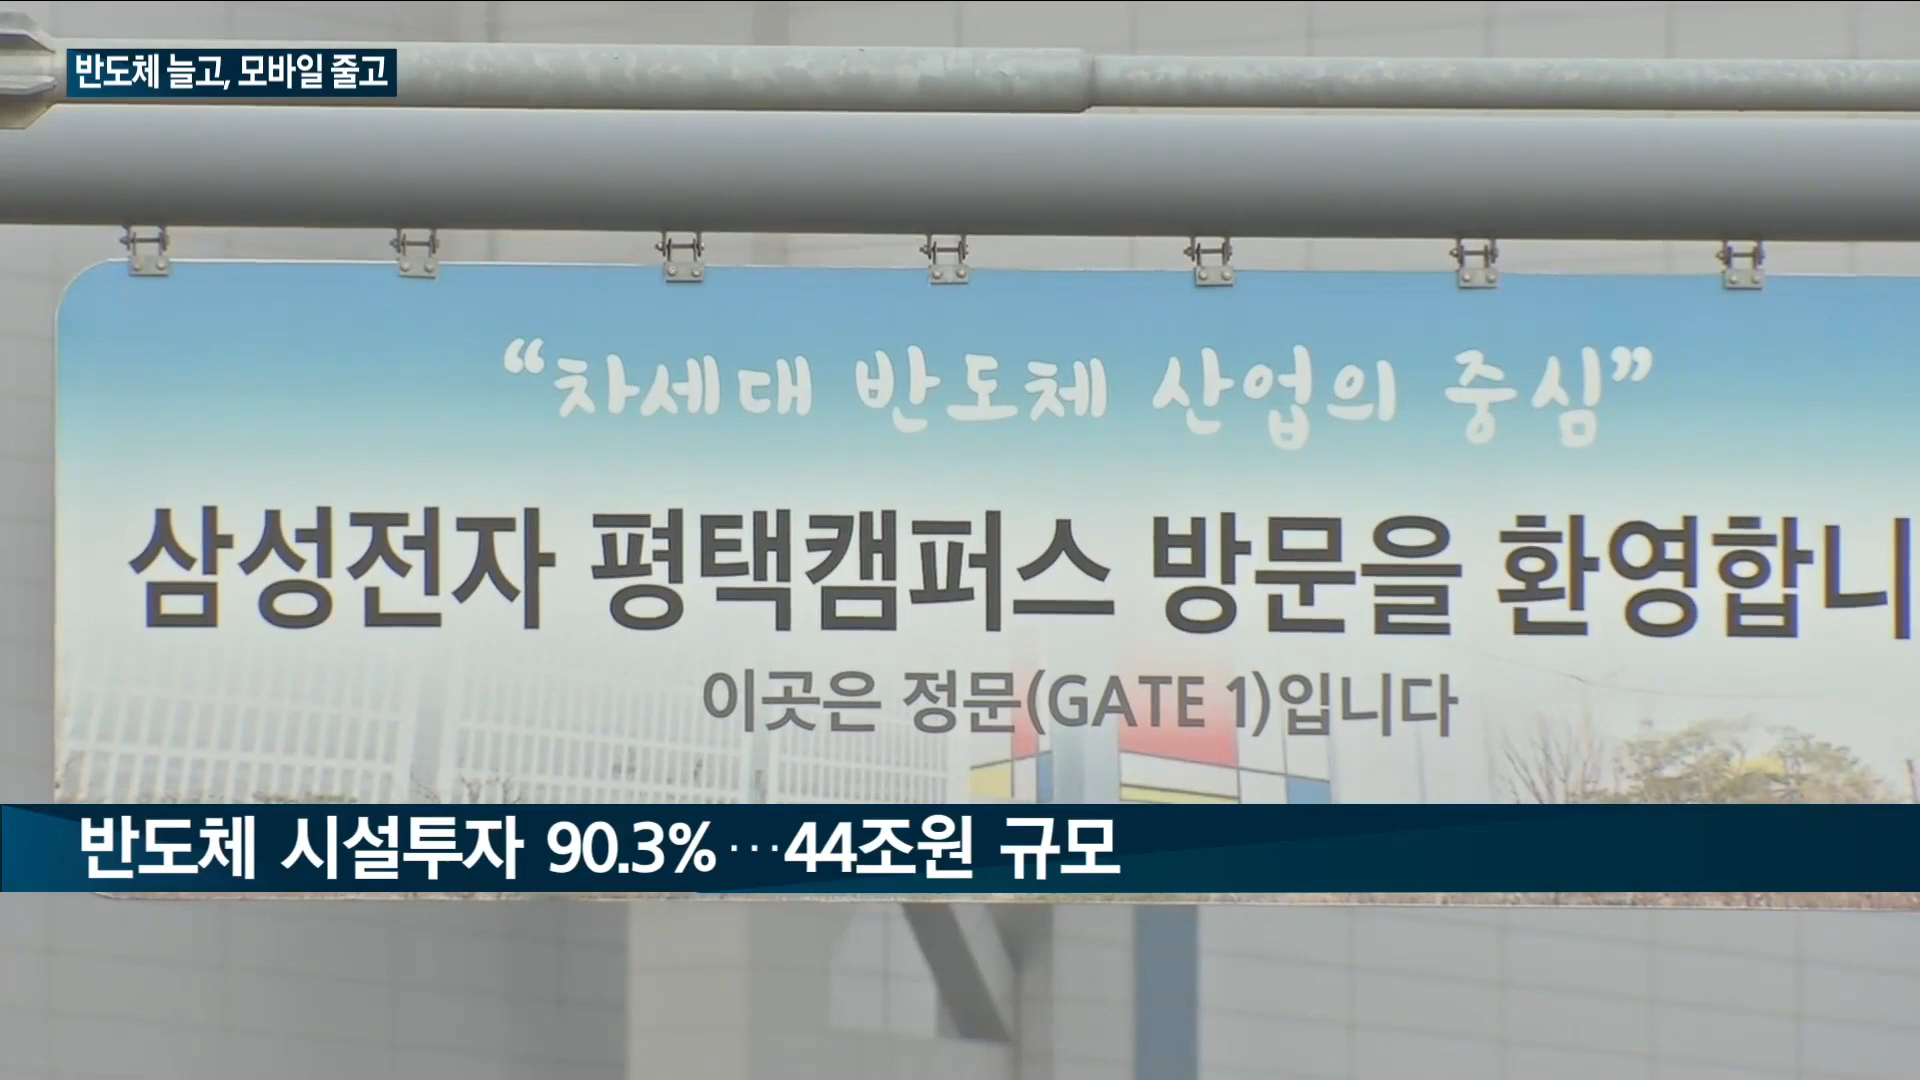 반도체 늘고, 모바일 줄고
“차세대 반도체 산업의 중심”
삼성전자 평택캠퍼스 방문을 환영합니
이곳은 정문(GATE 1)입니다
반도체 시설투자 90.3%…44조원 규모